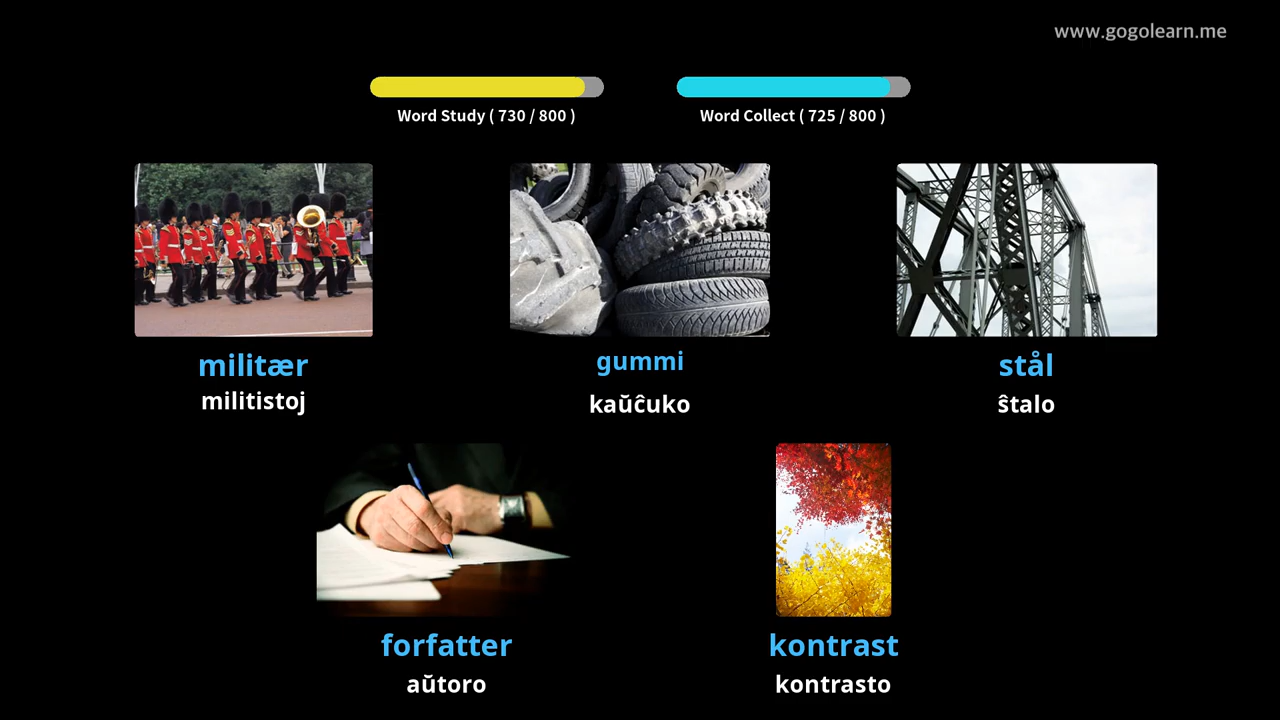 www.gogolearn.me
Word Study ( 730 / 800 )
Word Collect ( 725 / 800 )
militær
militistoj
gummi
kaŭĉuko
stål
ŝtalo
forfatter
aŭtoro
kontrast
kontrasto